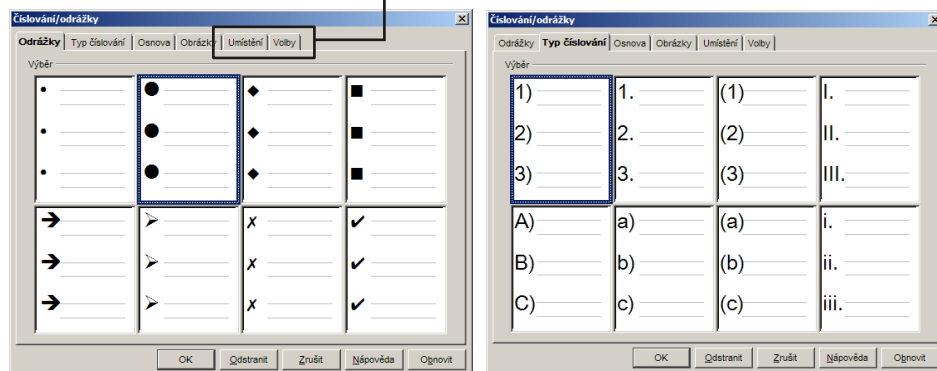 Číslování/odrážky
Odrážky Typ číslování Osnova Obrázky Umístění Volby
Výběr
OK Odstranit Zrušit Nápověda Obnovit
Číslování/odrážky
Odrážky Typ číslování Osnova Obrázky Umístění Volby
Výběr
1) 1. (1) I.
2) 2. (2) II.
3) 3. (3) III.
A) a) (a) i.
B) b) (b) ii.
C) c) (c) iii.
OK Odstranit Zrušit Nápověda Obnovit